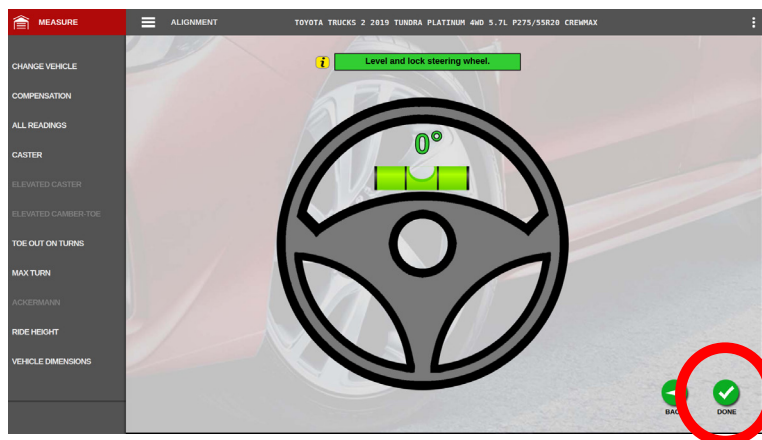 MEASURE
ALIGNMENT
TOYOTA TRUCKS 2 2019 TUNDRA PLATINUM 4WD 5.7L P275/55R20 CREWMAX
i Level and lock steering wheel.
CHANGE VEHICLE
COMPENSATION
ALL READINGS
CASTER
ELEVATED CASTER
ELEVATED CAMBER-TOE
TOE OUT ON TURNS
MAX TURN
ACKERMANN
RIDE HEIGHT
VEHICLE DIMENSIONS
0°
DONE